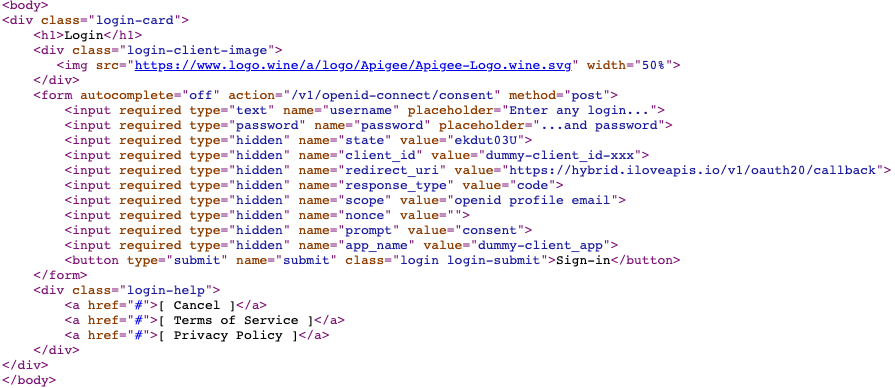 <body>
<div class="login-card">
    <h1>Login</h1>
    <div class="login-client-image">
       <img src="https://www.logo.wine/a/logo/Apigee/Apigee-Logo.wine.svg" width="50%">
    </div>
    <form autocomplete="off" action="/v1/openid-connect/consent" method="post">
        <input required type="text" name="username" placeholder="Enter any login...">
        <input required type="password" name="password" placeholder="...and password">
        <input required type="hidden" name="state" value="ekdut03U">
        <input required type="hidden" name="client_id" value="dummy-client_id-xxx">
        <input required type="hidden" name="redirect_uri" value="https://hybrid.iloveapis.io/v1/oauth20/callback">
        <input required type="hidden" name="response_type" value="code">
        <input required type="hidden" name="scope" value="openid profile email">
        <input required type="hidden" name="nonce" value="">
        <input required type="hidden" name="prompt" value="consent">
        <input required type="hidden" name="app_name" value="dummy-client_app">
        <button type="submit" name="submit" class="login login-submit">Sign-in</button>
    </form>
    <div class="login-help">
        <a href="#">[ Cancel ]</a>
        <a href="#">[ Terms of Service ]</a>
        <a href="#">[ Privacy Policy ]</a>
    </div>
</div>
</body>